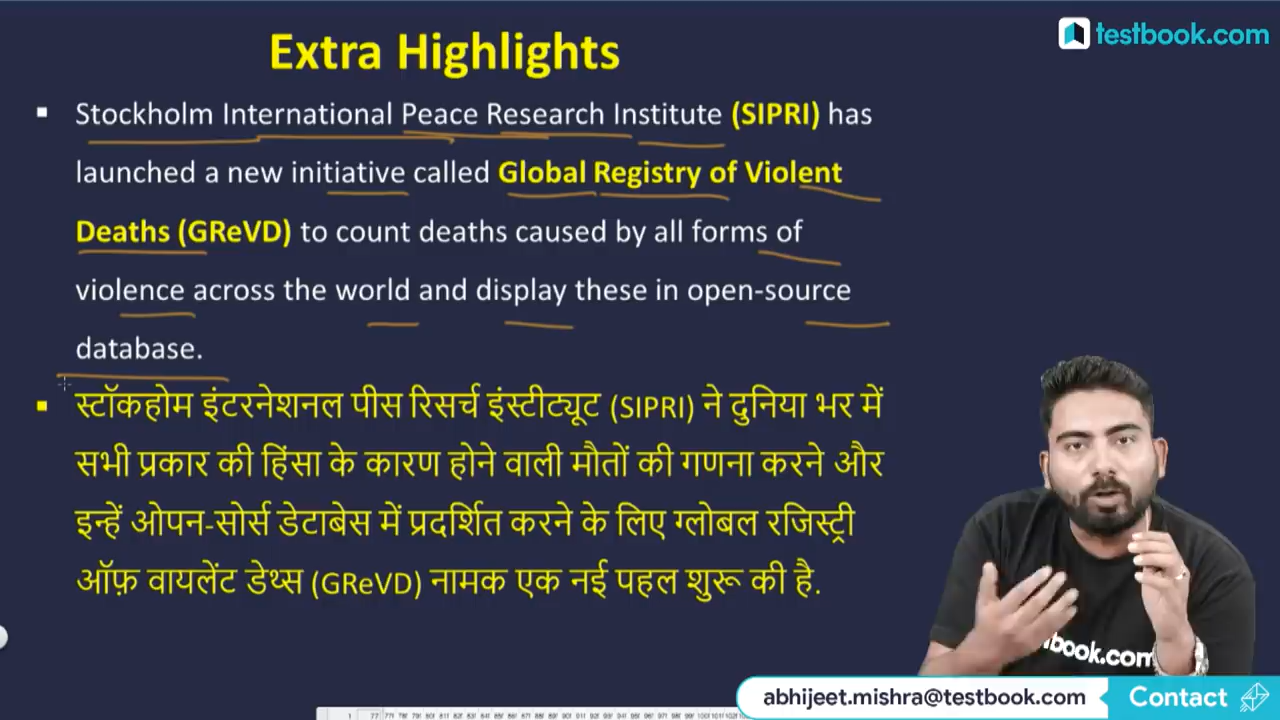 Extra Highlights
testbook.com
▪ Stockholm International Peace Research Institute (SIPRI) has
launched a new initiative called Global Registry of Violent
Deaths (GReVD) to count deaths caused by all forms of
violence across the world and display these in open-source
database.
▪ स्टॉकहोम इंटरनेशनल पीस रिसर्च इंस्टीट्यूट (SIPRI) ने दुनिया भर में
सभी प्रकार की हिंसा के कारण होने वाली मौतों की गणना करने और
इन्हें ओपन-सोर्स डेटाबेस में प्रदर्शित करने के लिए ग्लोबल रजिस्ट्री
ऑफ़ वायलेंट डेथ्स (GReVD) नामक एक नई पहल शुरू की है.
book.com
abhijeet.mishra@testbook.com
Contact